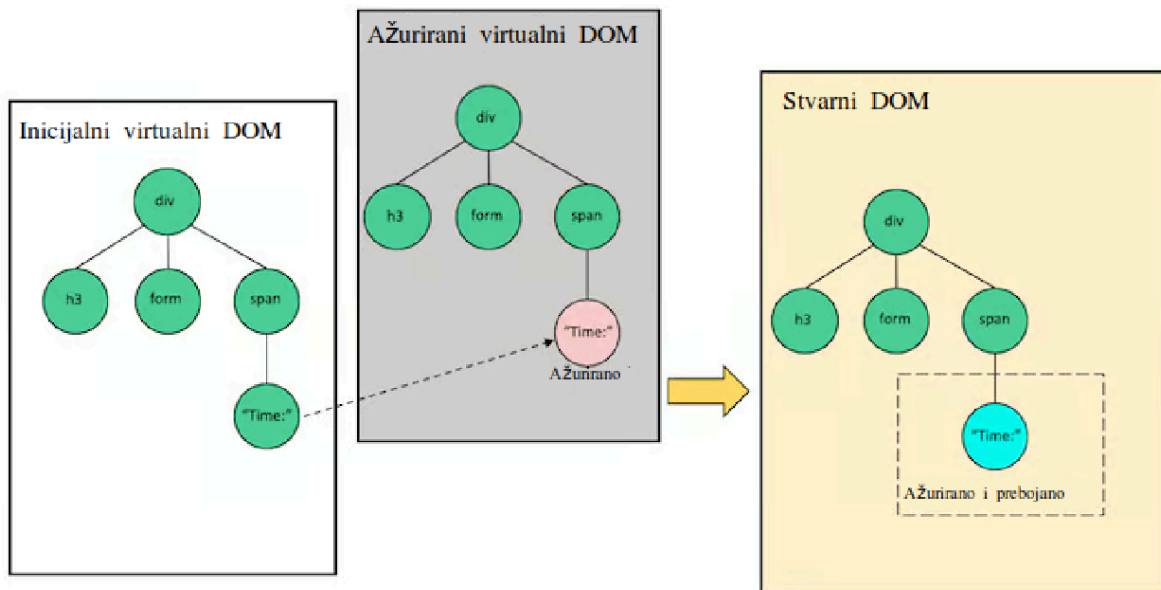 Inicijalni virtualni DOM
div
h3
form
span
"Time:"
AŽurirani virtualni DOM
div
h3
form
span
"Time:"
AŽurirano
Stvarni DOM
div
h3
form
span
"Time:"
AŽurirano i prebojano